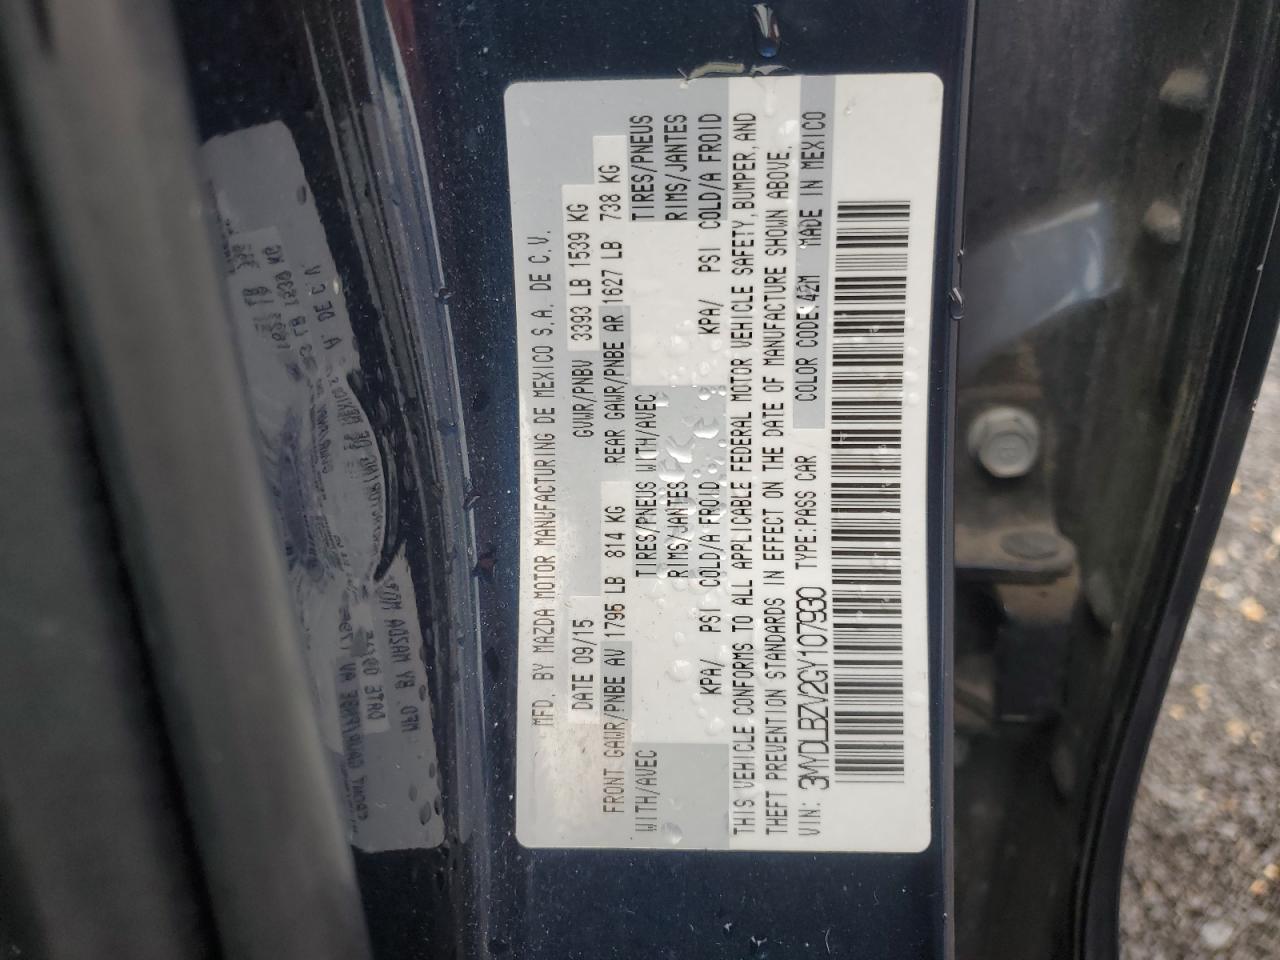 MFD. BY MAZDA MOTOR MANUFACTURING DE MEXICO S.A. DE C.V.
DATE 09/15 GVWR/PNBV 3393 LB 1539 KG
FRONT GAWR/PNBE AV 1795 LB 814 KG REAR GAWR/PNBE AR 1627 LB 738 KG
WITH/AVEC TIRES/PNEUS WITH/AVEC TIRES/PNEUS
RIMS/JANTES RIMS/JANTES
KPA/ PSI COLD/A FROID KPA/ PSI COLD/A FROID
THIS VEHICLE CONFORMS TO ALL APPLICABLE FEDERAL MOTOR VEHICLE SAFETY, BUMPER, AND
THEFT PREVENTION STANDARDS IN EFFECT ON THE DATE OF MANUFACTURE SHOWN ABOVE.
VIN: 3MYDLBZV2GY107930 TYPE:PASS CAR COLOR CODE:42M MADE IN MEXICO